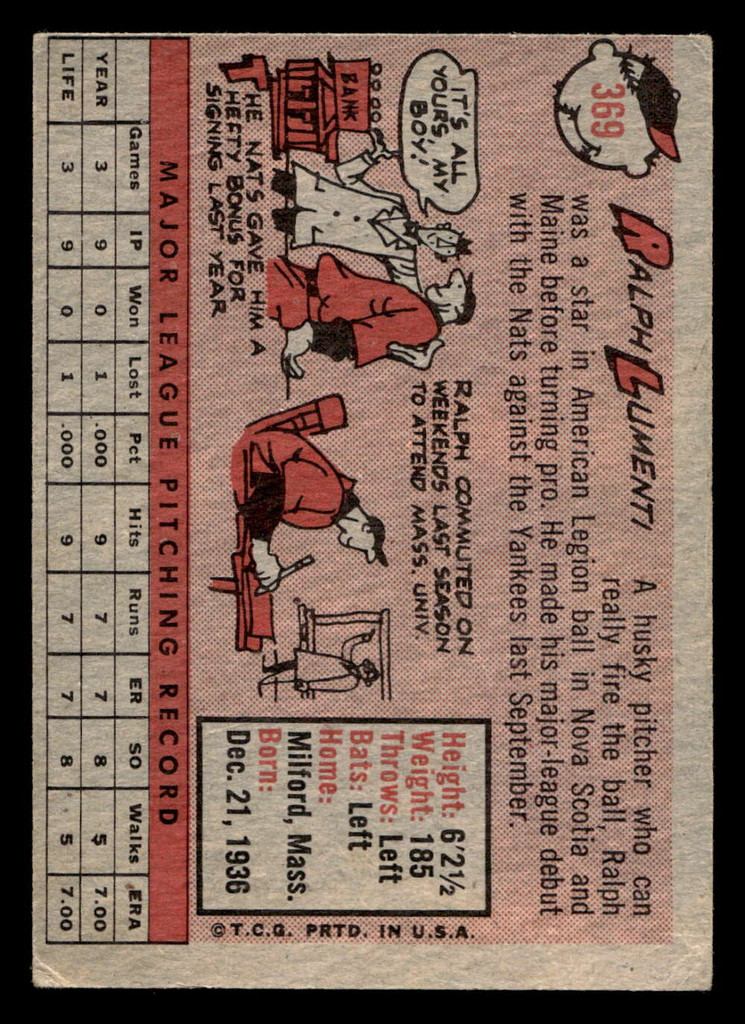 369
RALPH LUMENTI
A husky pitcher who can
really fire the ball, Ralph
was a star in American Legion ball in Nova Scotia and
Maine before turning pro. He made his major-league debut
with the Nats against the Yankees last September.
IT'S ALL
YOURS, MY
BOY!
BANK
THE NATS GAVE HIM A
HEFTY BONUS FOR
SIGNING LAST YEAR
RALPH COMMUTED ON
WEEKENDS LAST SEASON
TO ATTEND MASS. UNIV.
Height: 6'2½
Weight: 185
Throws: Left
Bats: Left
Home:
Milford, Mass.
Born:
Dec. 21, 1936
© T.C.G. PRTD. IN U.S.A.
MAJOR LEAGUE PITCHING RECORD
Games IP Won Lost Pct Hits Runs ER SO Walks ERA
YEAR 3 9 0 1 .000 9 7 7 8 5 7.00
LIFE 3 9 0 1 .000 9 7 7 8 5 7.00